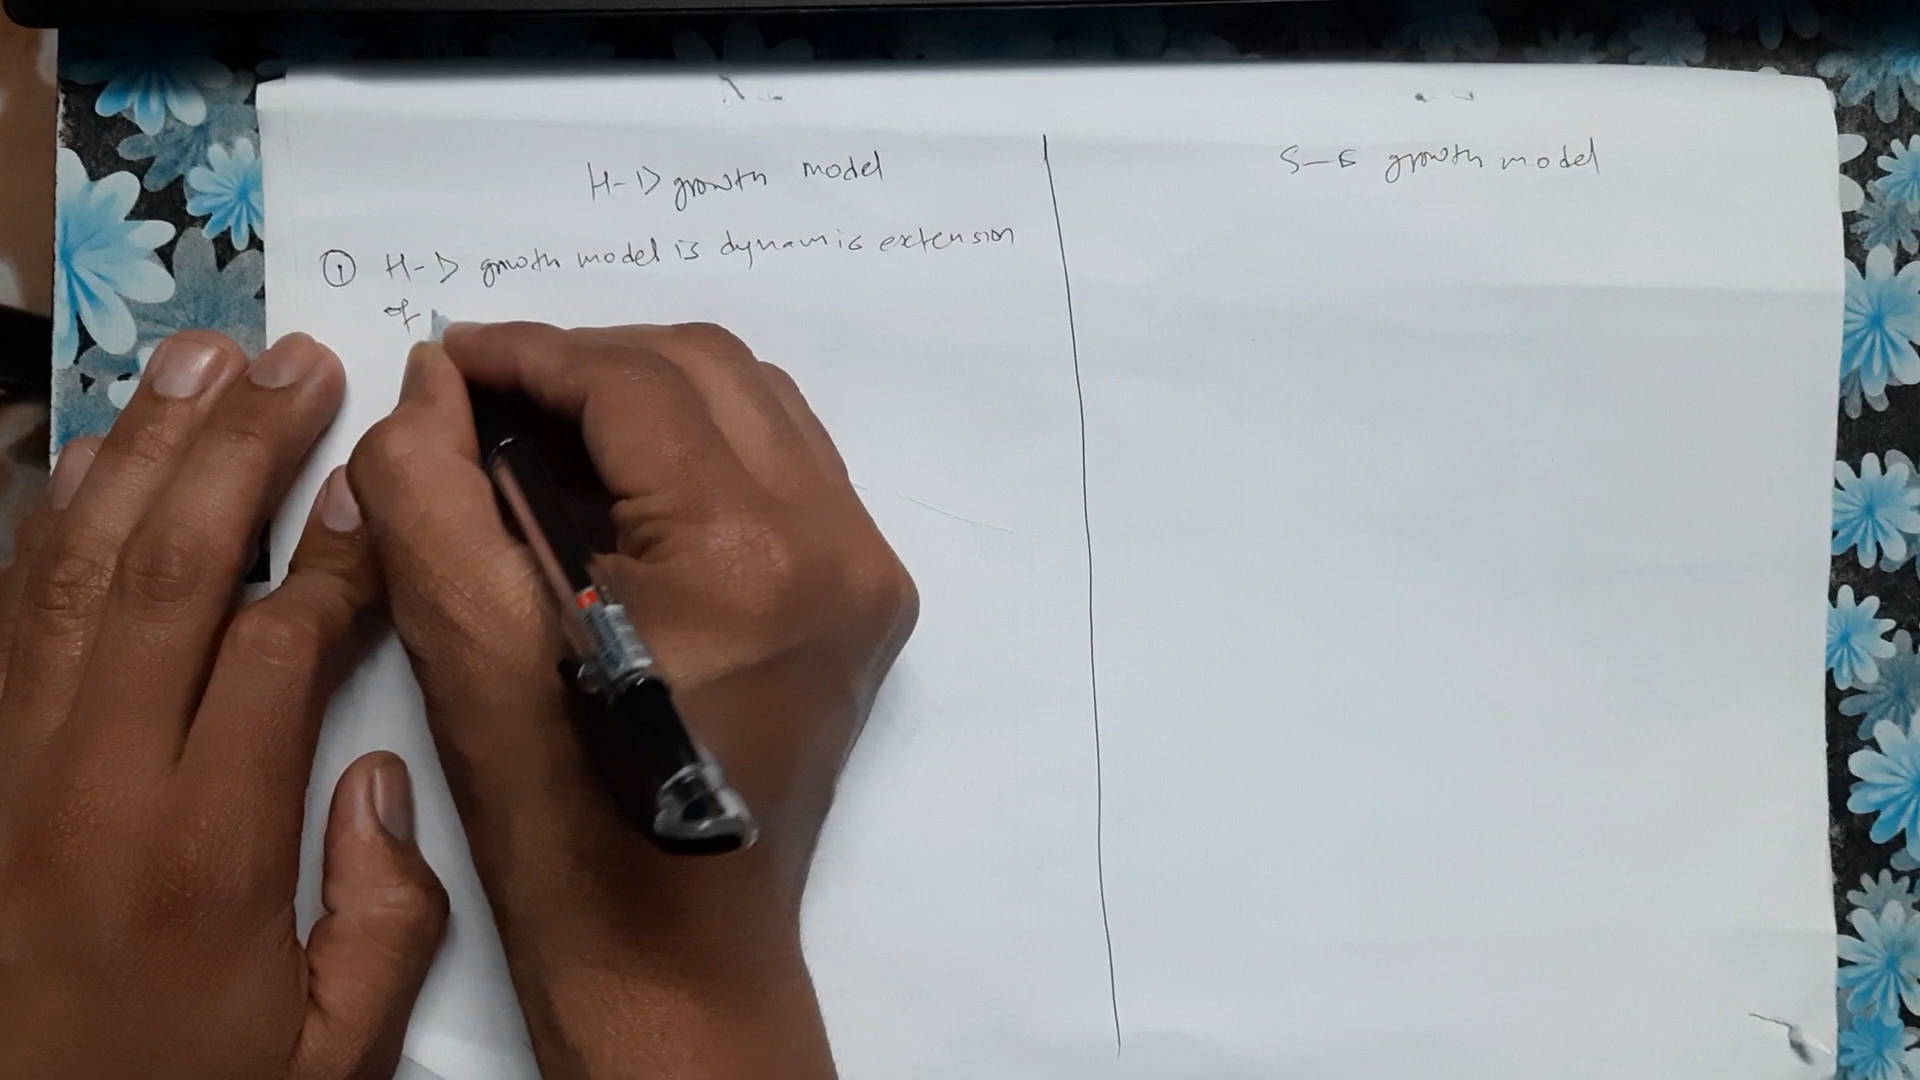 H-D growth model
S-G growth model
① H-D growth model is dynamic extension
of